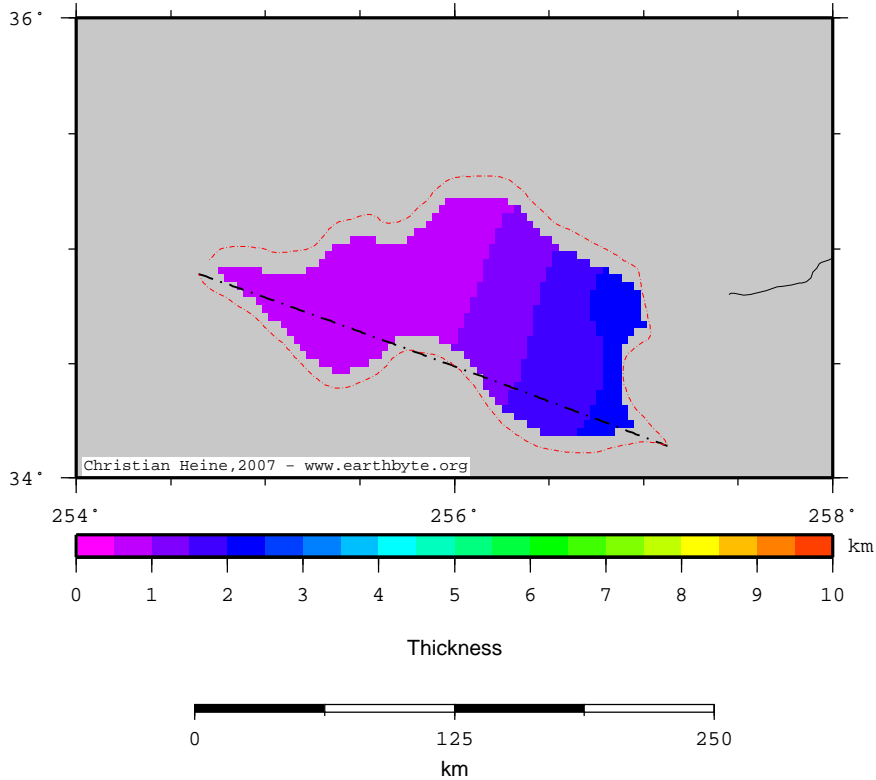 36°
Christian Heine,2007 - www.earthbyte.org
34°
254° 256° 258°
km
0 1 2 3 4 5 6 7 8 9 10
Thickness
0 125 250
km